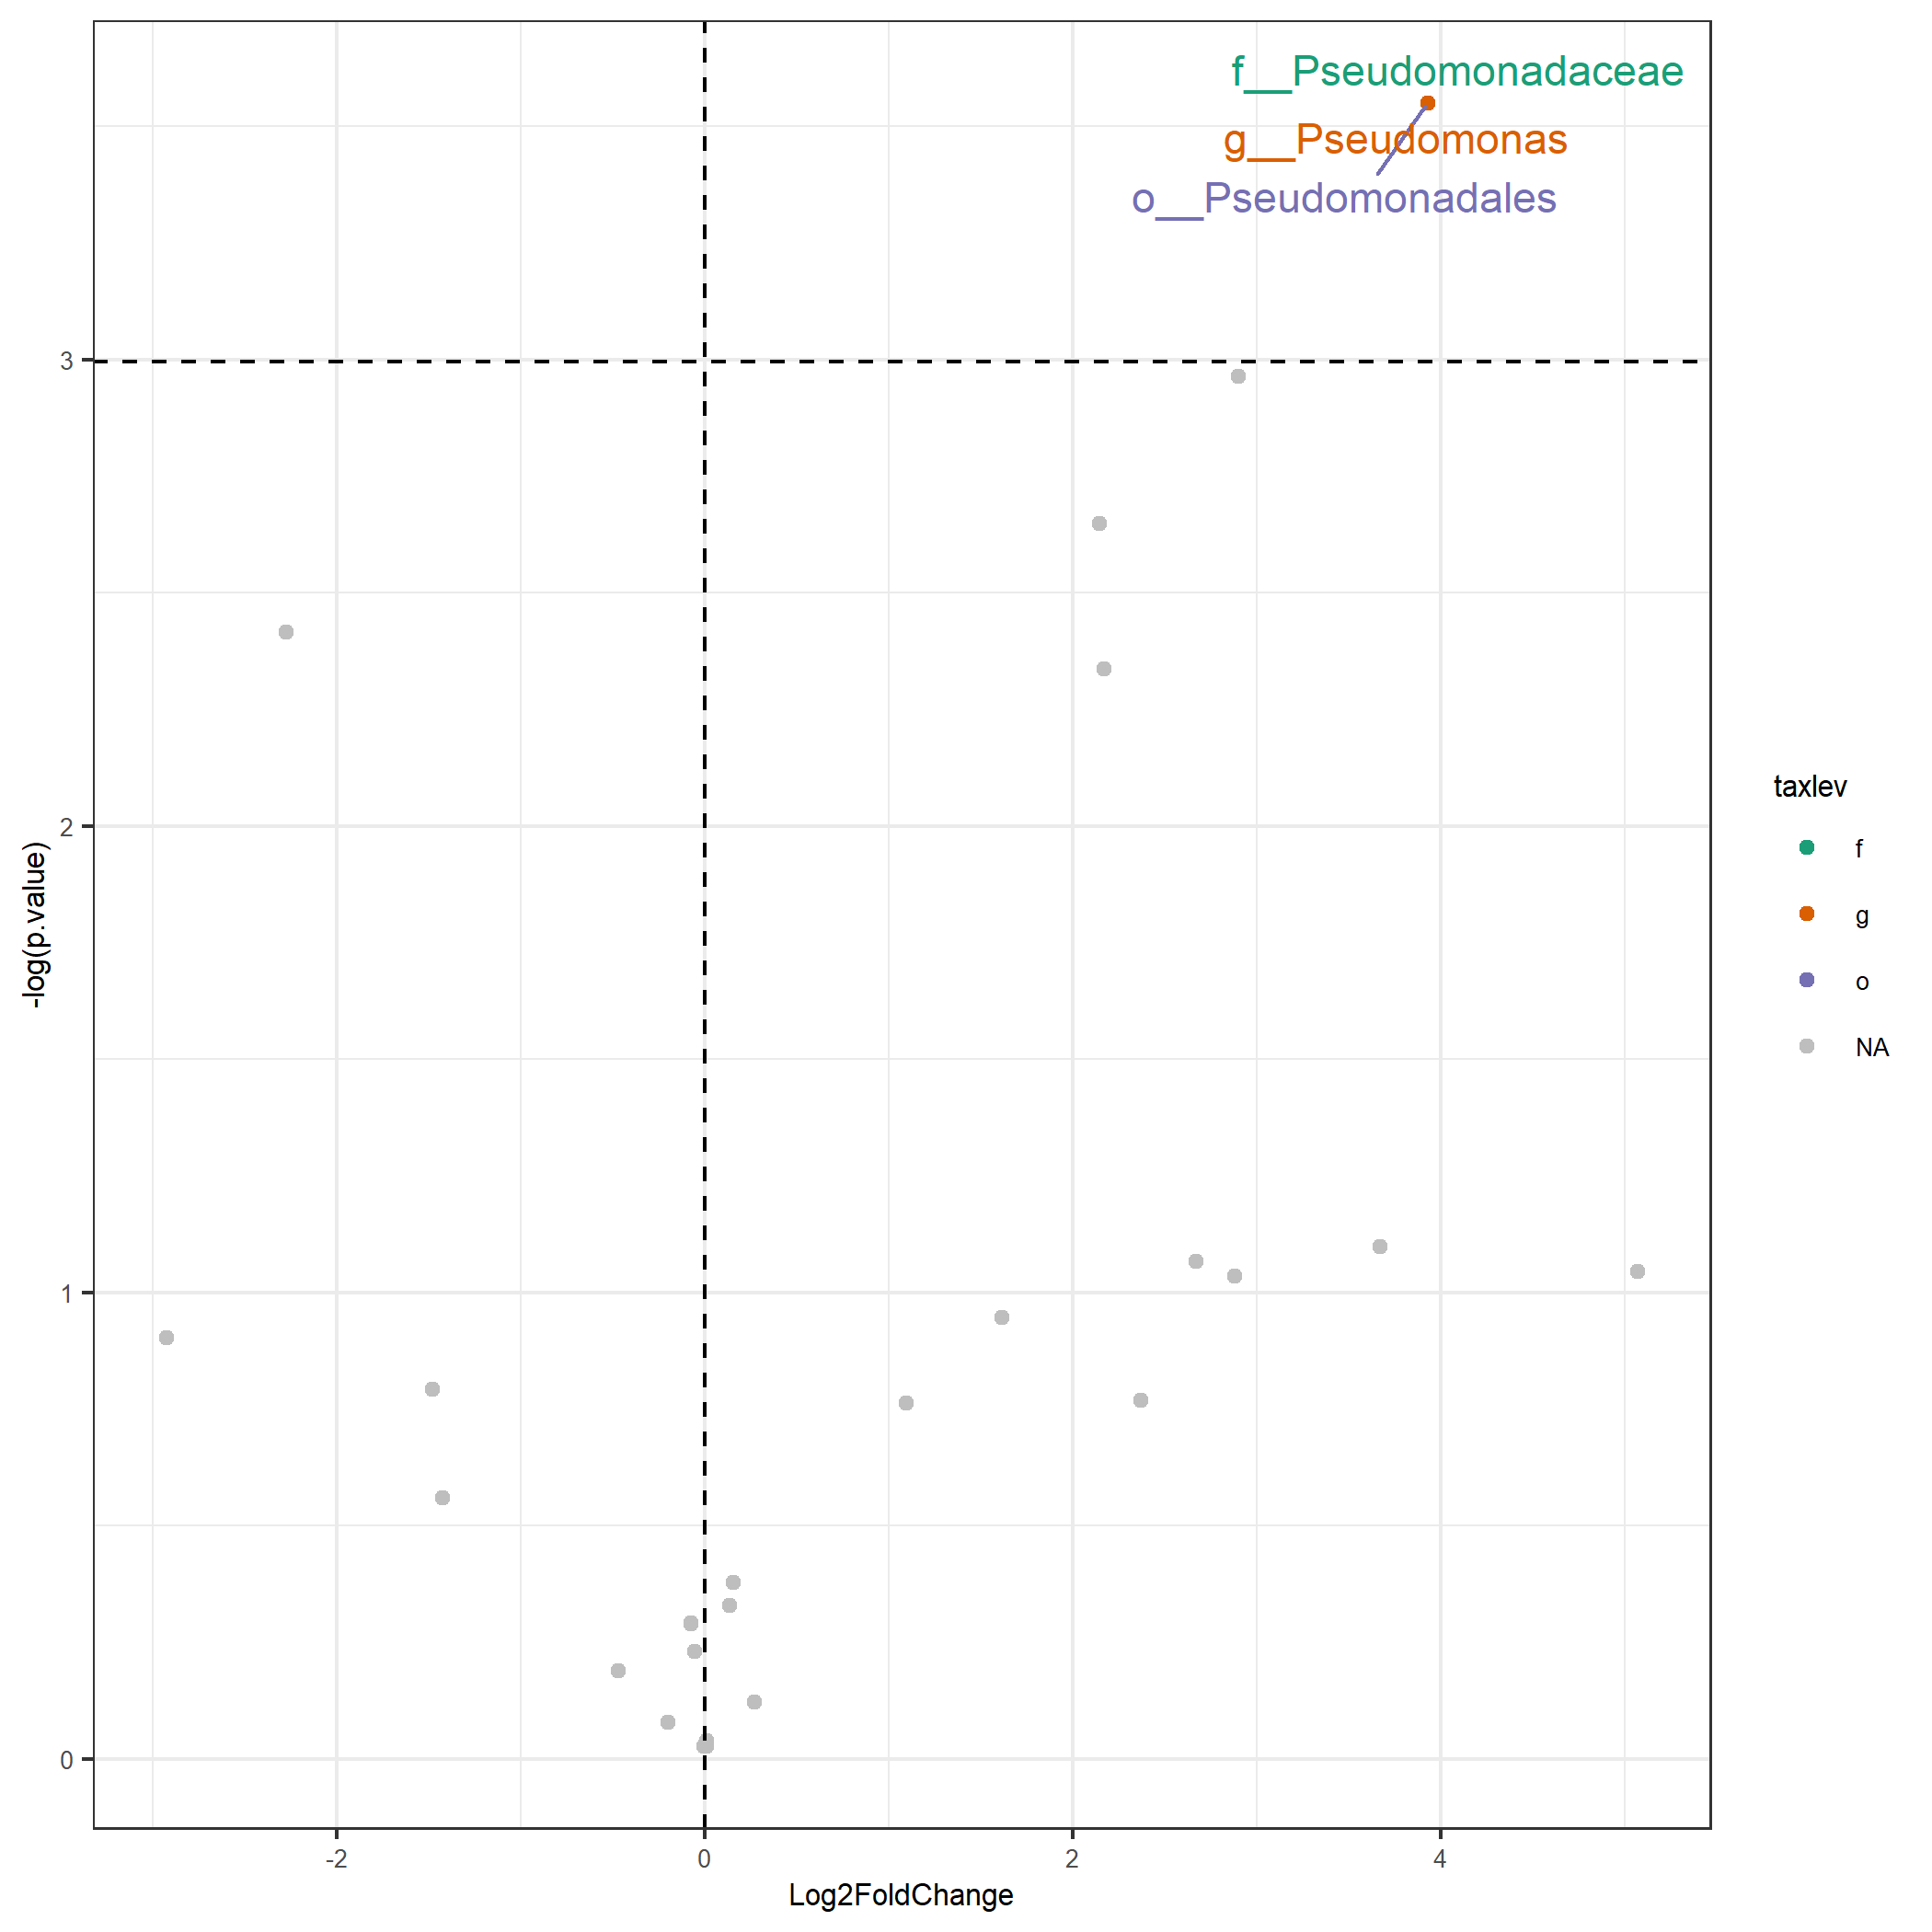 f__Pseudomonadaceae
g__Pseudomonas
o__Pseudomonadales
3
2
1
0
-log(p.value)
-2
0
2
4
Log2FoldChange
taxlev
f
g
o
NA